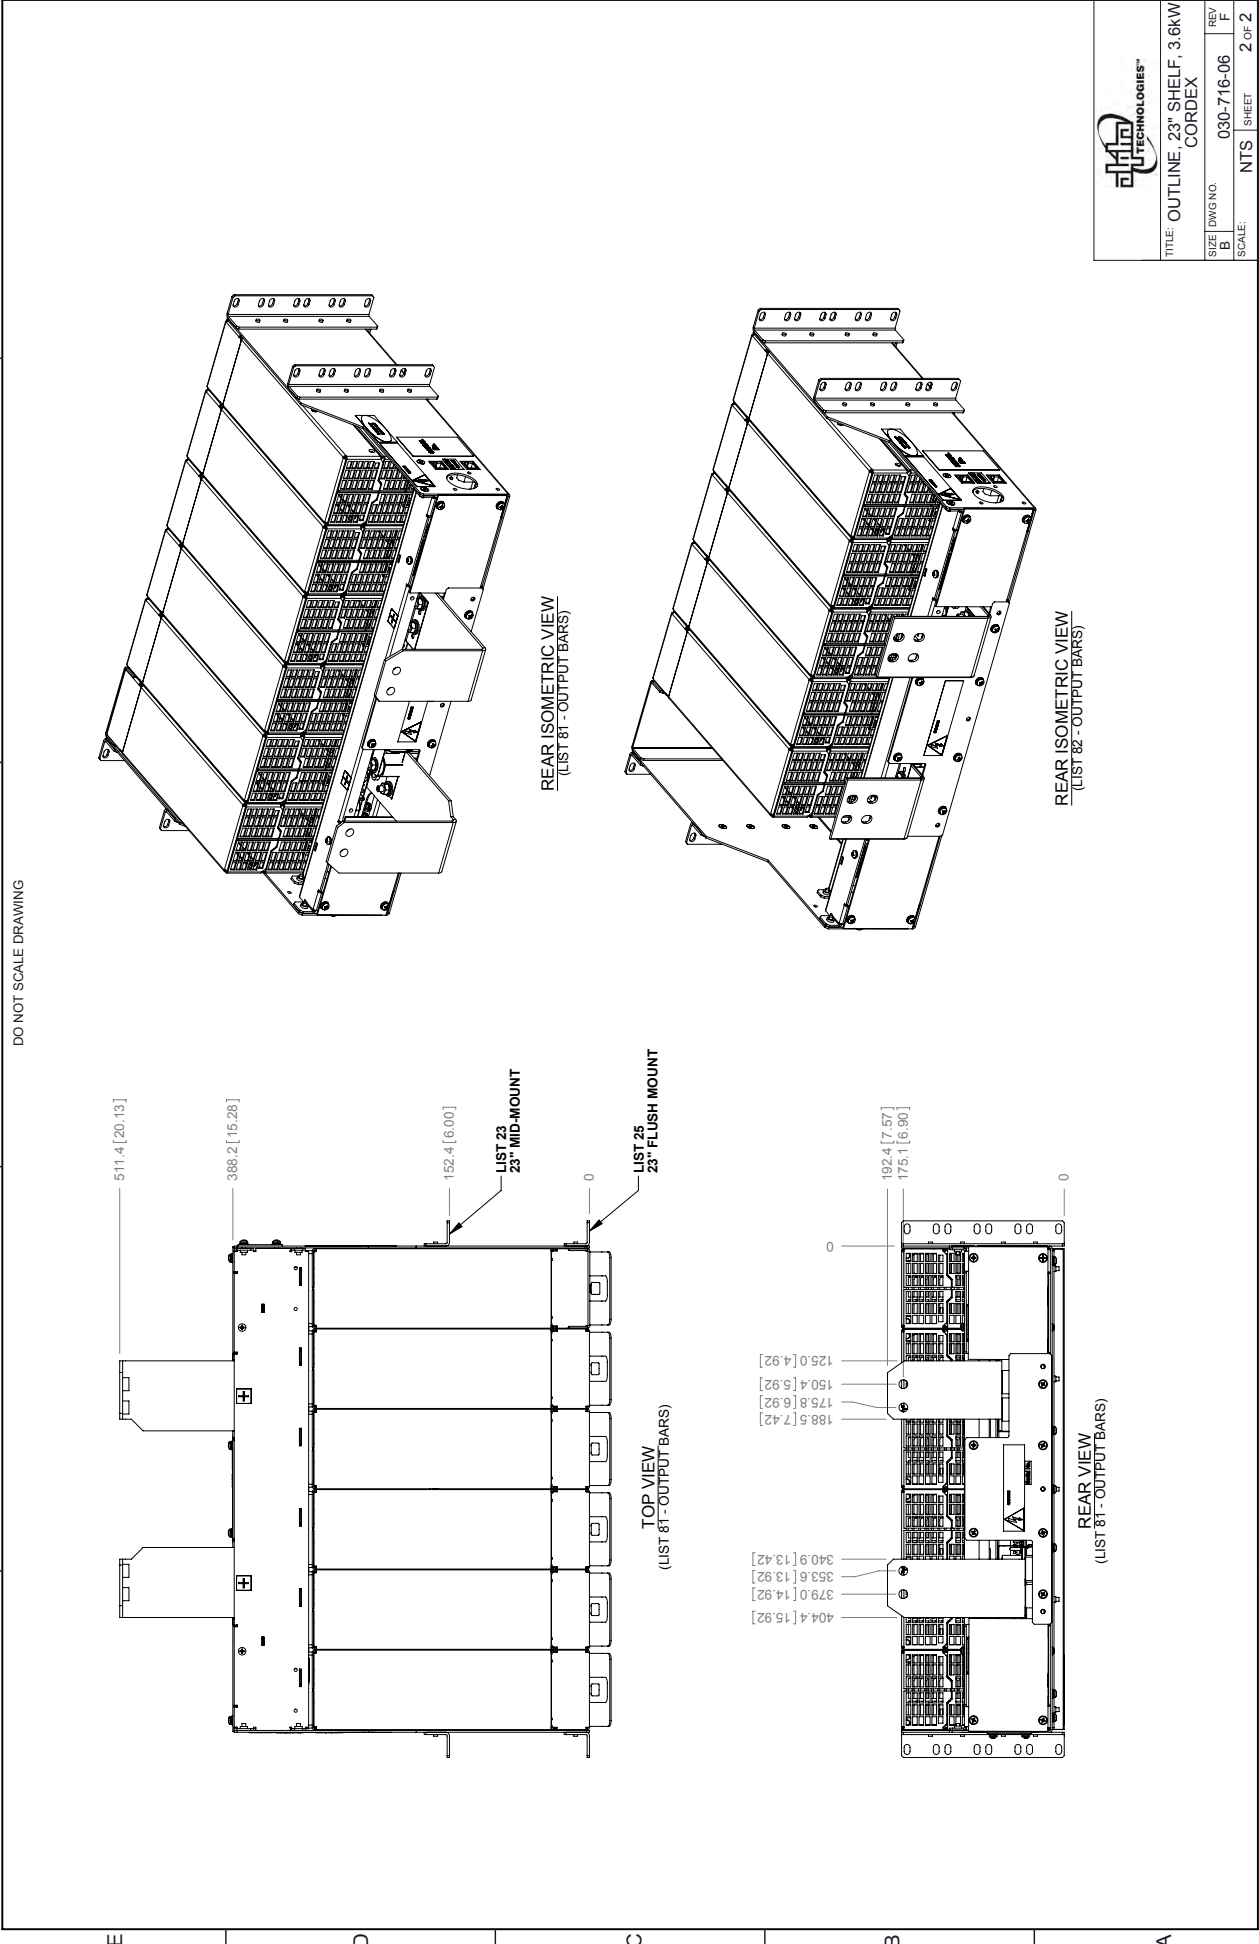 DO NOT SCALE DRAWING
511.4 [20.13]
388.2 [15.28]
152.4 [6.00]
0
LIST 23
23" MID-MOUNT
LIST 25
23" FLUSH MOUNT
TOP VIEW
(LIST 81 - OUTPUT BARS)
REAR ISOMETRIC VIEW
(LIST 81 - OUTPUT BARS)
192.4 [7.57]
175.1 [6.90]
0
0
125.0 [4.92]
150.4 [5.92]
175.8 [6.92]
188.5 [7.42]
340.9 [13.42]
353.6 [13.92]
379.0 [14.92]
404.4 [15.92]
REAR VIEW
(LIST 81 - OUTPUT BARS)
REAR ISOMETRIC VIEW
(LIST 82 - OUTPUT BARS)
E
D
C
B
A
alpha
TECHNOLOGIES™
TITLE: OUTLINE, 23" SHELF, 3.6kW
CORDEX
SIZE B DWG NO. 030-716-06 REV F
SCALE: NTS SHEET 2 OF 2